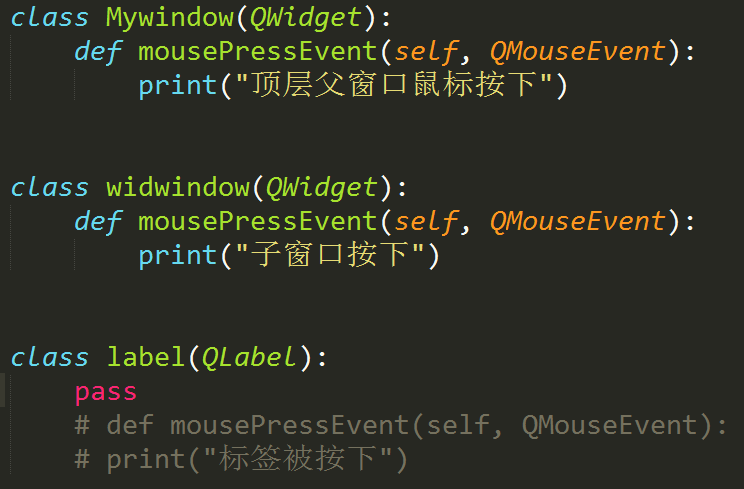 class Mywindow(QWidget):
    def mousePressEvent(self, QMouseEvent):
        print("顶层父窗口鼠标按下")
class widwindow(QWidget):
    def mousePressEvent(self, QMouseEvent):
        print("子窗口按下")
class label(QLabel):
    pass
    # def mousePressEvent(self, QMouseEvent):
    # print("标签被按下")